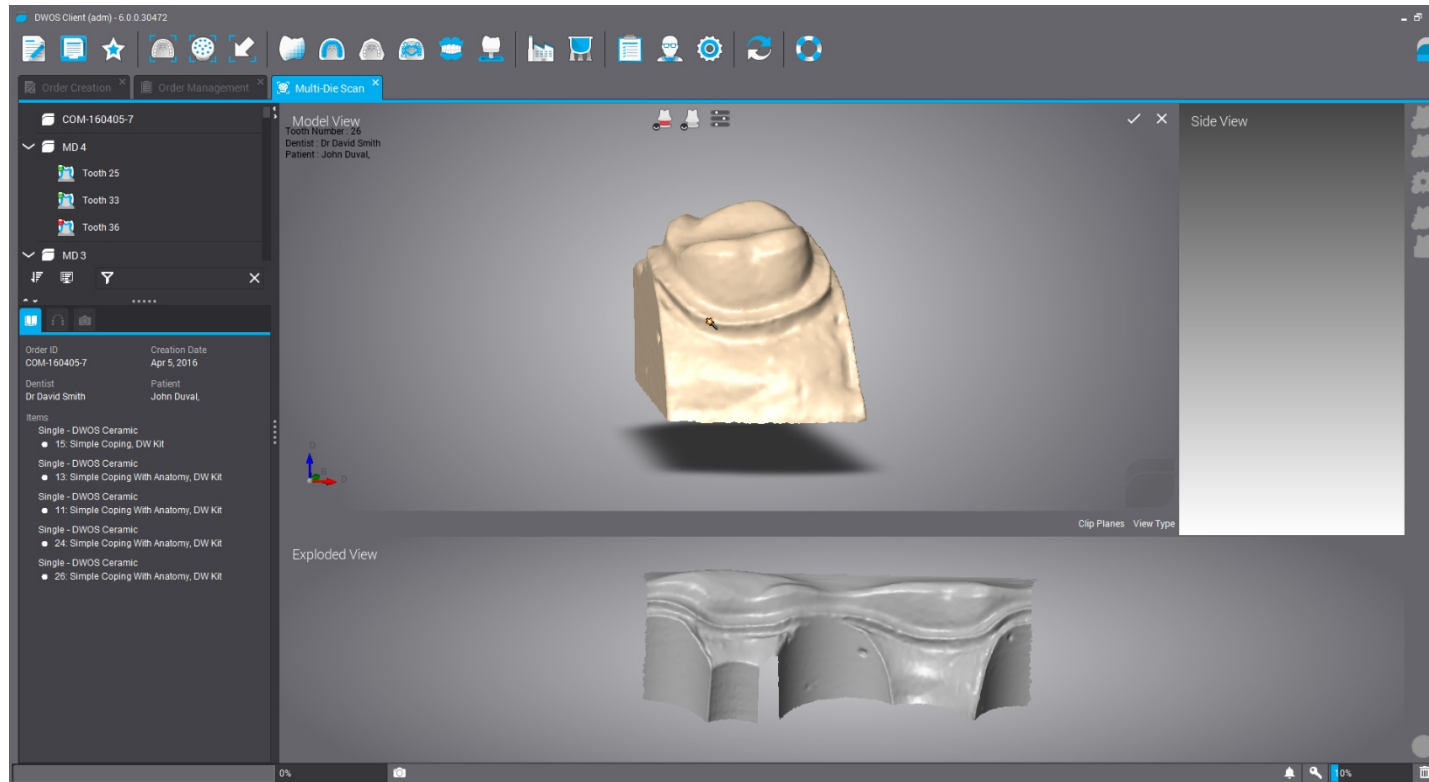 DWOS Client (adm) - 6.0.0.30472
Order Creation
Order Management
Multi-Die Scan
COM-160405-7
MD 4
Tooth 25
Tooth 33
Tooth 36
MD 3
Order ID
Creation Date
COM-160405-7
Apr 5, 2016
Dentist
Patient
Dr David Smith
John Duval,
Items
Single - DWOS Ceramic
15: Simple Coping, DW Kit
Single - DWOS Ceramic
13: Simple Coping With Anatomy, DW Kit
Single - DWOS Ceramic
11: Simple Coping With Anatomy, DW Kit
Single - DWOS Ceramic
24: Simple Coping With Anatomy, DW Kit
Single - DWOS Ceramic
26: Simple Coping With Anatomy, DW Kit
Model View
Tooth Number : 26
Dentist : Dr David Smith
Patient : John Duval,
D
D
Clip Planes View Type
Side View
Exploded View
0%
10%